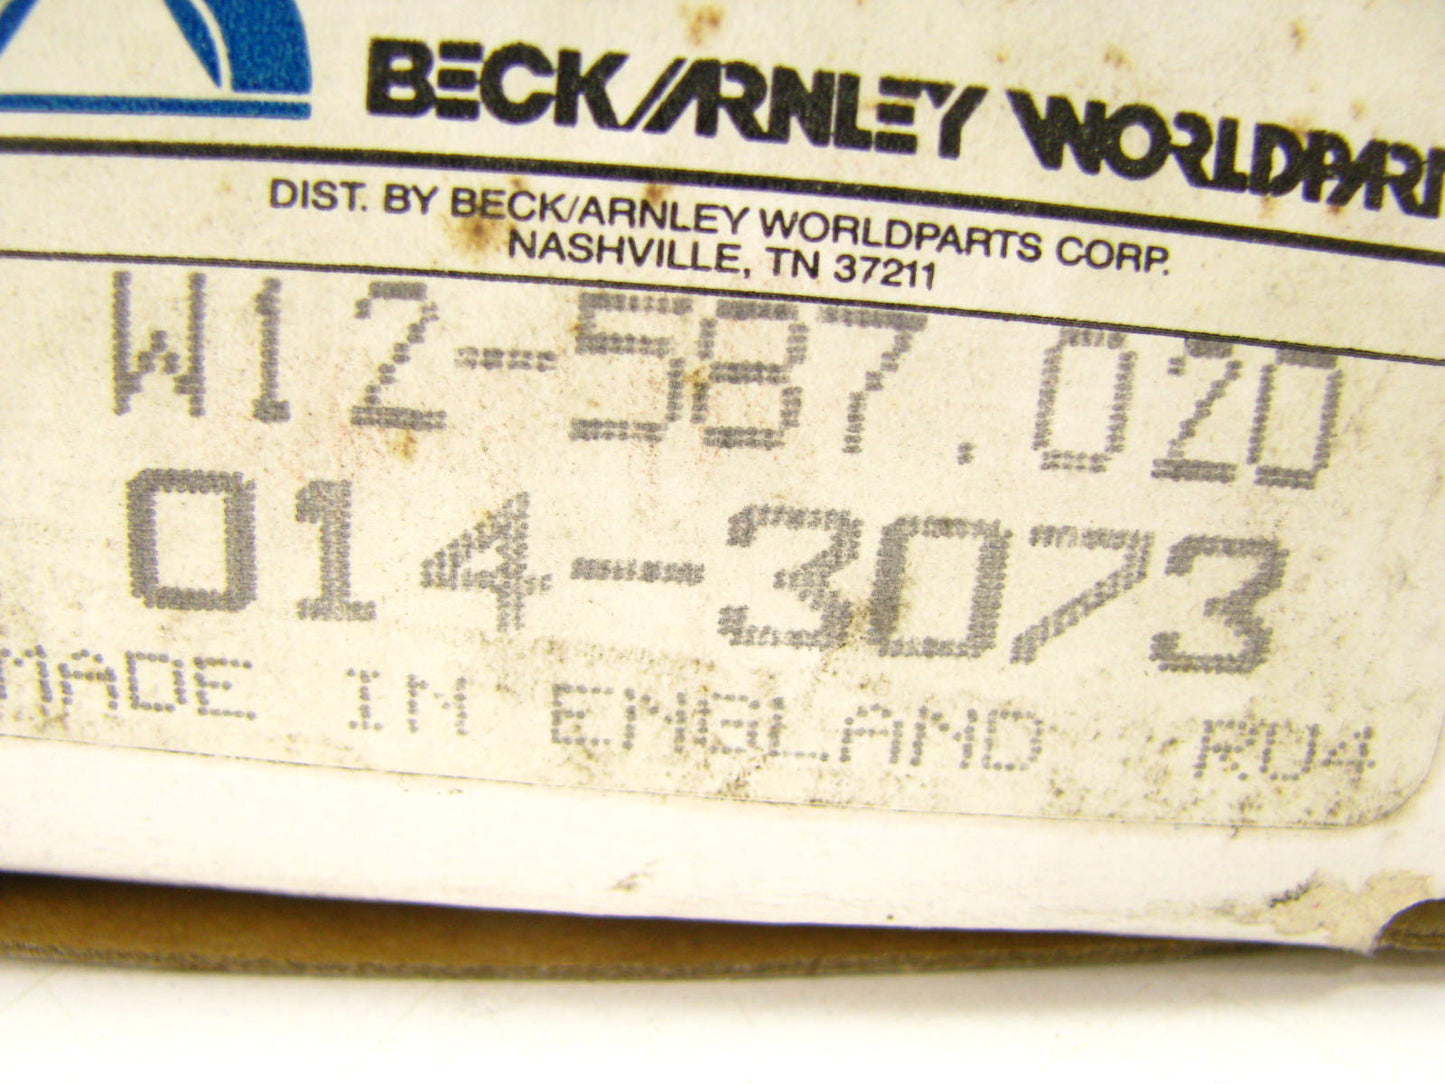 BECK/ARNLEY WORLDPART
DIST. BY BECK/ARNLEY WORLDPARTS CORP.
NASHVILLE, TN 37211
W12-587.020
014-3073
MADE IN ENGLAND R04